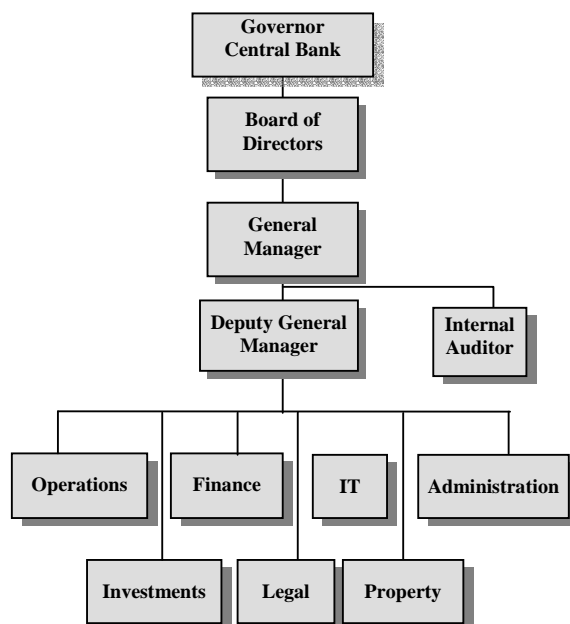 Governor
Central Bank
Board of
Directors
General
Manager
Deputy General
Manager
Internal
Auditor
Operations
Finance
IT
Administration
Investments
Legal
Property